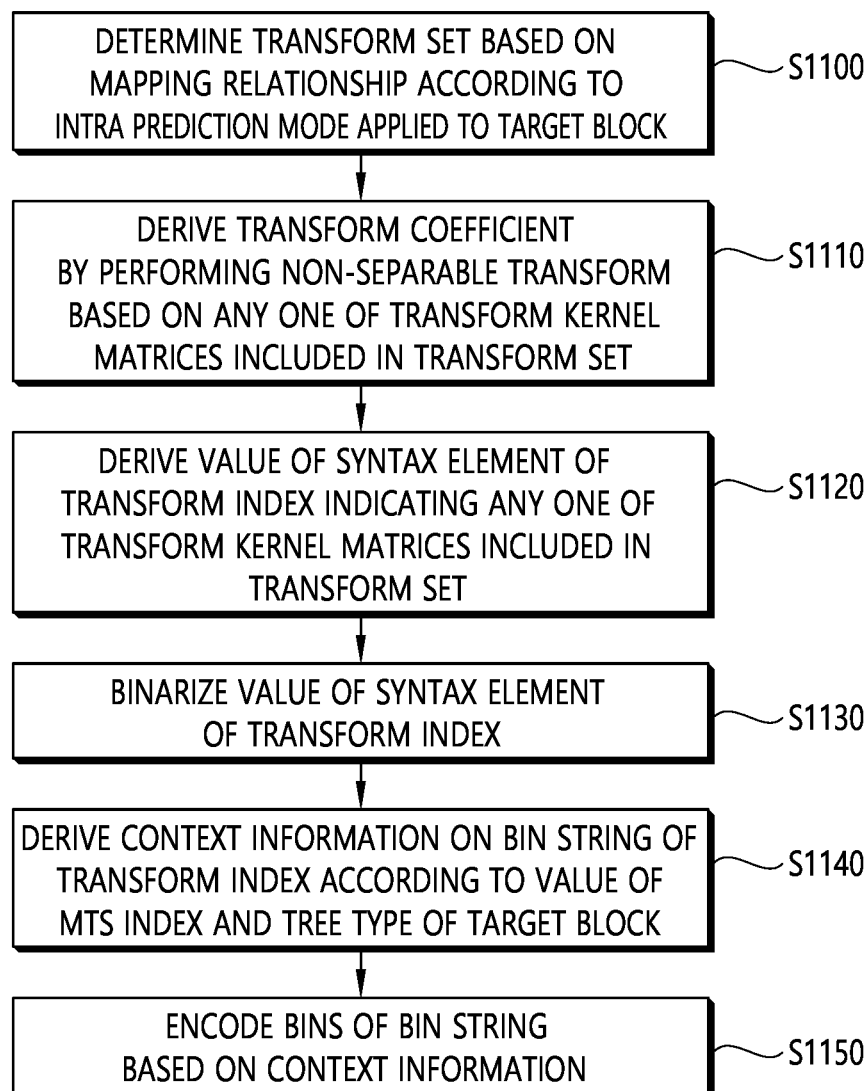 DETERMINE TRANSFORM SET BASED ON
MAPPING RELATIONSHIP ACCORDING TO
INTRA PREDICTION MODE APPLIED TO TARGET BLOCK
S1100
DERIVE TRANSFORM COEFFICIENT
BY PERFORMING NON-SEPARABLE TRANSFORM
BASED ON ANY ONE OF TRANSFORM KERNEL
MATRICES INCLUDED IN TRANSFORM SET
S1110
DERIVE VALUE OF SYNTAX ELEMENT OF
TRANSFORM INDEX INDICATING ANY ONE OF
TRANSFORM KERNEL MATRICES INCLUDED IN
TRANSFORM SET
S1120
BINARIZE VALUE OF SYNTAX ELEMENT
OF TRANSFORM INDEX
S1130
DERIVE CONTEXT INFORMATION ON BIN STRING OF
TRANSFORM INDEX ACCORDING TO VALUE OF
MTS INDEX AND TREE TYPE OF TARGET BLOCK
S1140
ENCODE BINS OF BIN STRING
BASED ON CONTEXT INFORMATION
S1150